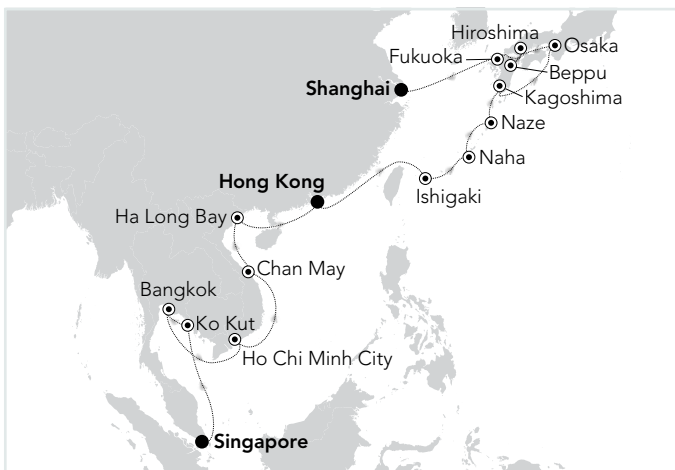 Hiroshima
Fukuoka
Osaka
Beppu
Shanghai
Kagoshima
Naze
Naha
Hong Kong
Ishigaki
Ha Long Bay
Chan May
Bangkok
Ko Kut
Ho Chi Minh City
Singapore